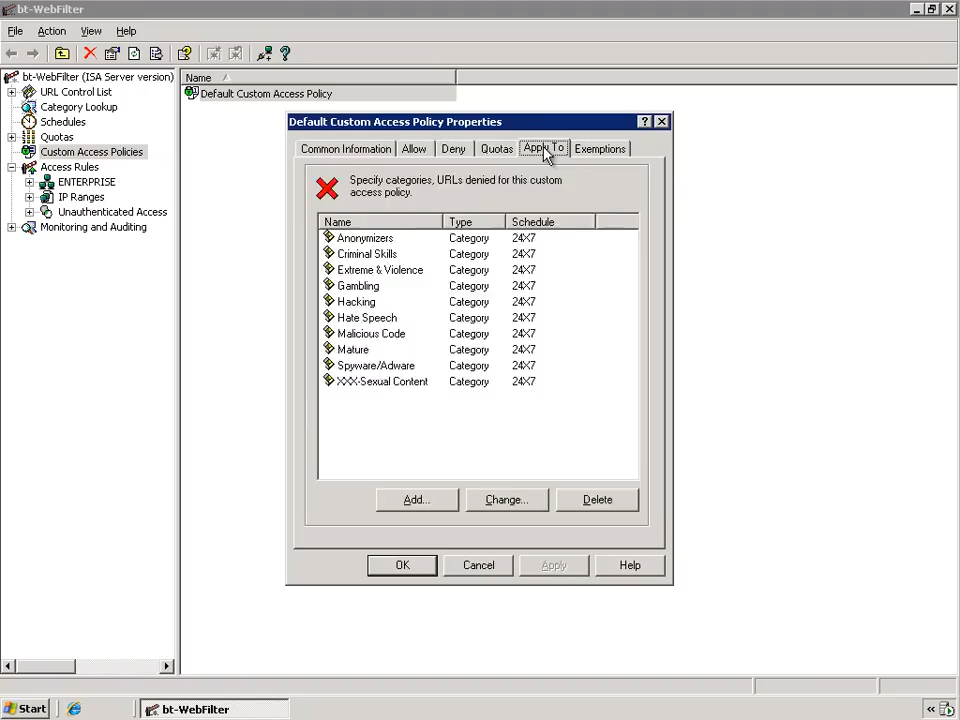 bt-WebFilter
File Action View Help
bt-WebFilter (ISA Server version)
URL Control List
Category Lookup
Schedules
Quotas
Custom Access Policies
Access Rules
ENTERPRISE
IP Ranges
Unauthenticated Access
Monitoring and Auditing
Name
Default Custom Access Policy
Default Custom Access Policy Properties
Common Information Allow Deny Quotas Apply To Exemptions
Specify categories, URLs denied for this custom
access policy.
Name Type Schedule
Anonymizers Category 24X7
Criminal Skills Category 24X7
Extreme & Violence Category 24X7
Gambling Category 24X7
Hacking Category 24X7
Hate Speech Category 24X7
Malicious Code Category 24X7
Mature Category 24X7
Spyware/Adware Category 24X7
XXX-Sexual Content Category 24X7
Add... Change... Delete
OK Cancel Apply Help
Start bt-WebFilter